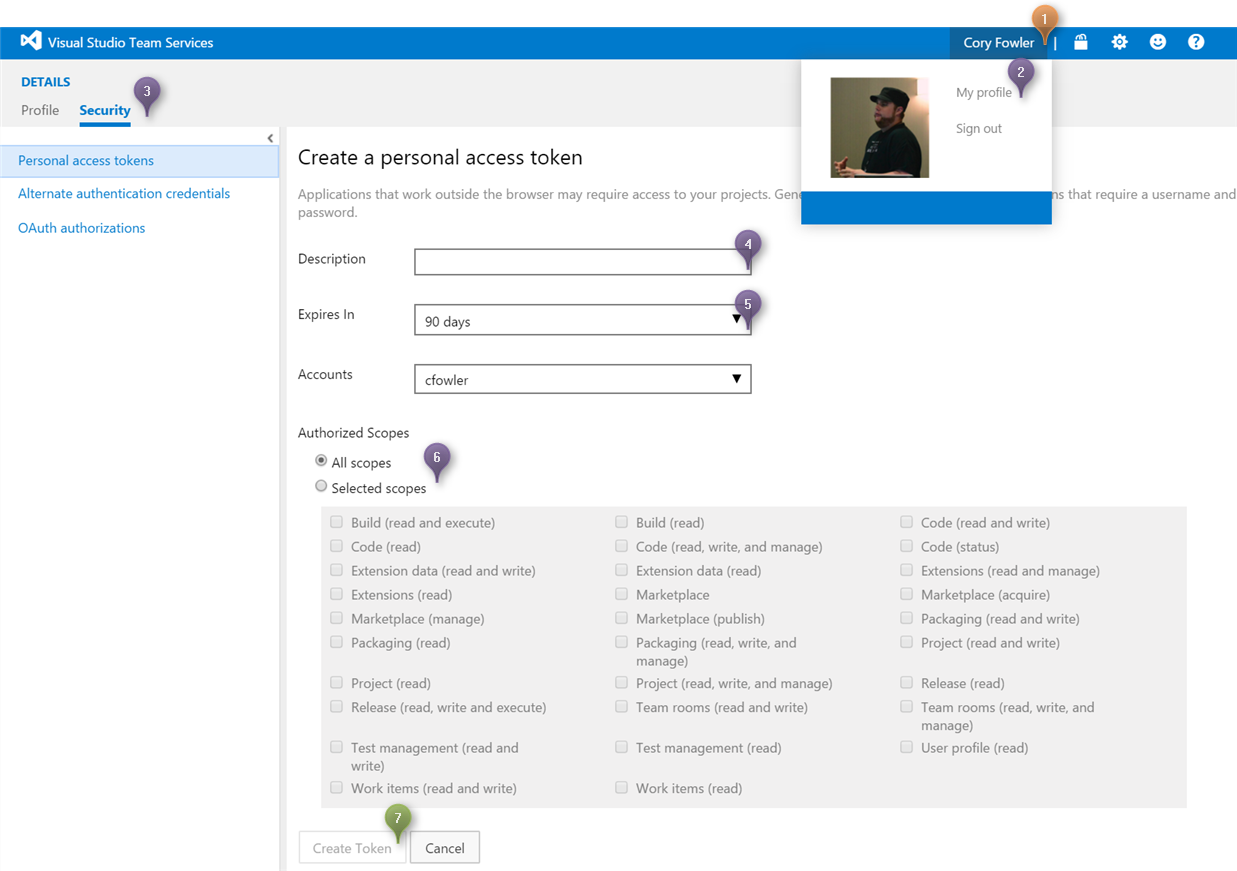 1
Visual Studio Team Services
Cory Fowler
|
?
DETAILS
2
3
My profile
Profile
Security
Sign out
Personal access tokens
Create a personal access token
Alternate authentication credentials
Applications that work outside the browser may require access to your projects. ns that require a username and
password.
OAuth authorizations
4
Description
5
Expires In
90 days
Accounts
cfowler
Authorized Scopes
6
All scopes
Selected scopes
Build (read and execute)
Build (read)
Code (read and write)
Code (read)
Code (read, write, and manage)
Code (status)
Extension data (read and write)
Extension data (read)
Extensions (read and manage)
Extensions (read)
Marketplace
Marketplace (acquire)
Marketplace (manage)
Marketplace (publish)
Packaging (read and write)
Packaging (read)
Packaging (read, write, and
manage)
Project (read and write)
Project (read)
Project (read, write, and manage)
Release (read)
Release (read, write and execute)
Team rooms (read and write)
Team rooms (read, write, and
manage)
Test management (read and
write)
Test management (read)
User profile (read)
Work items (read and write)
Work items (read)
7
Create Token
Cancel